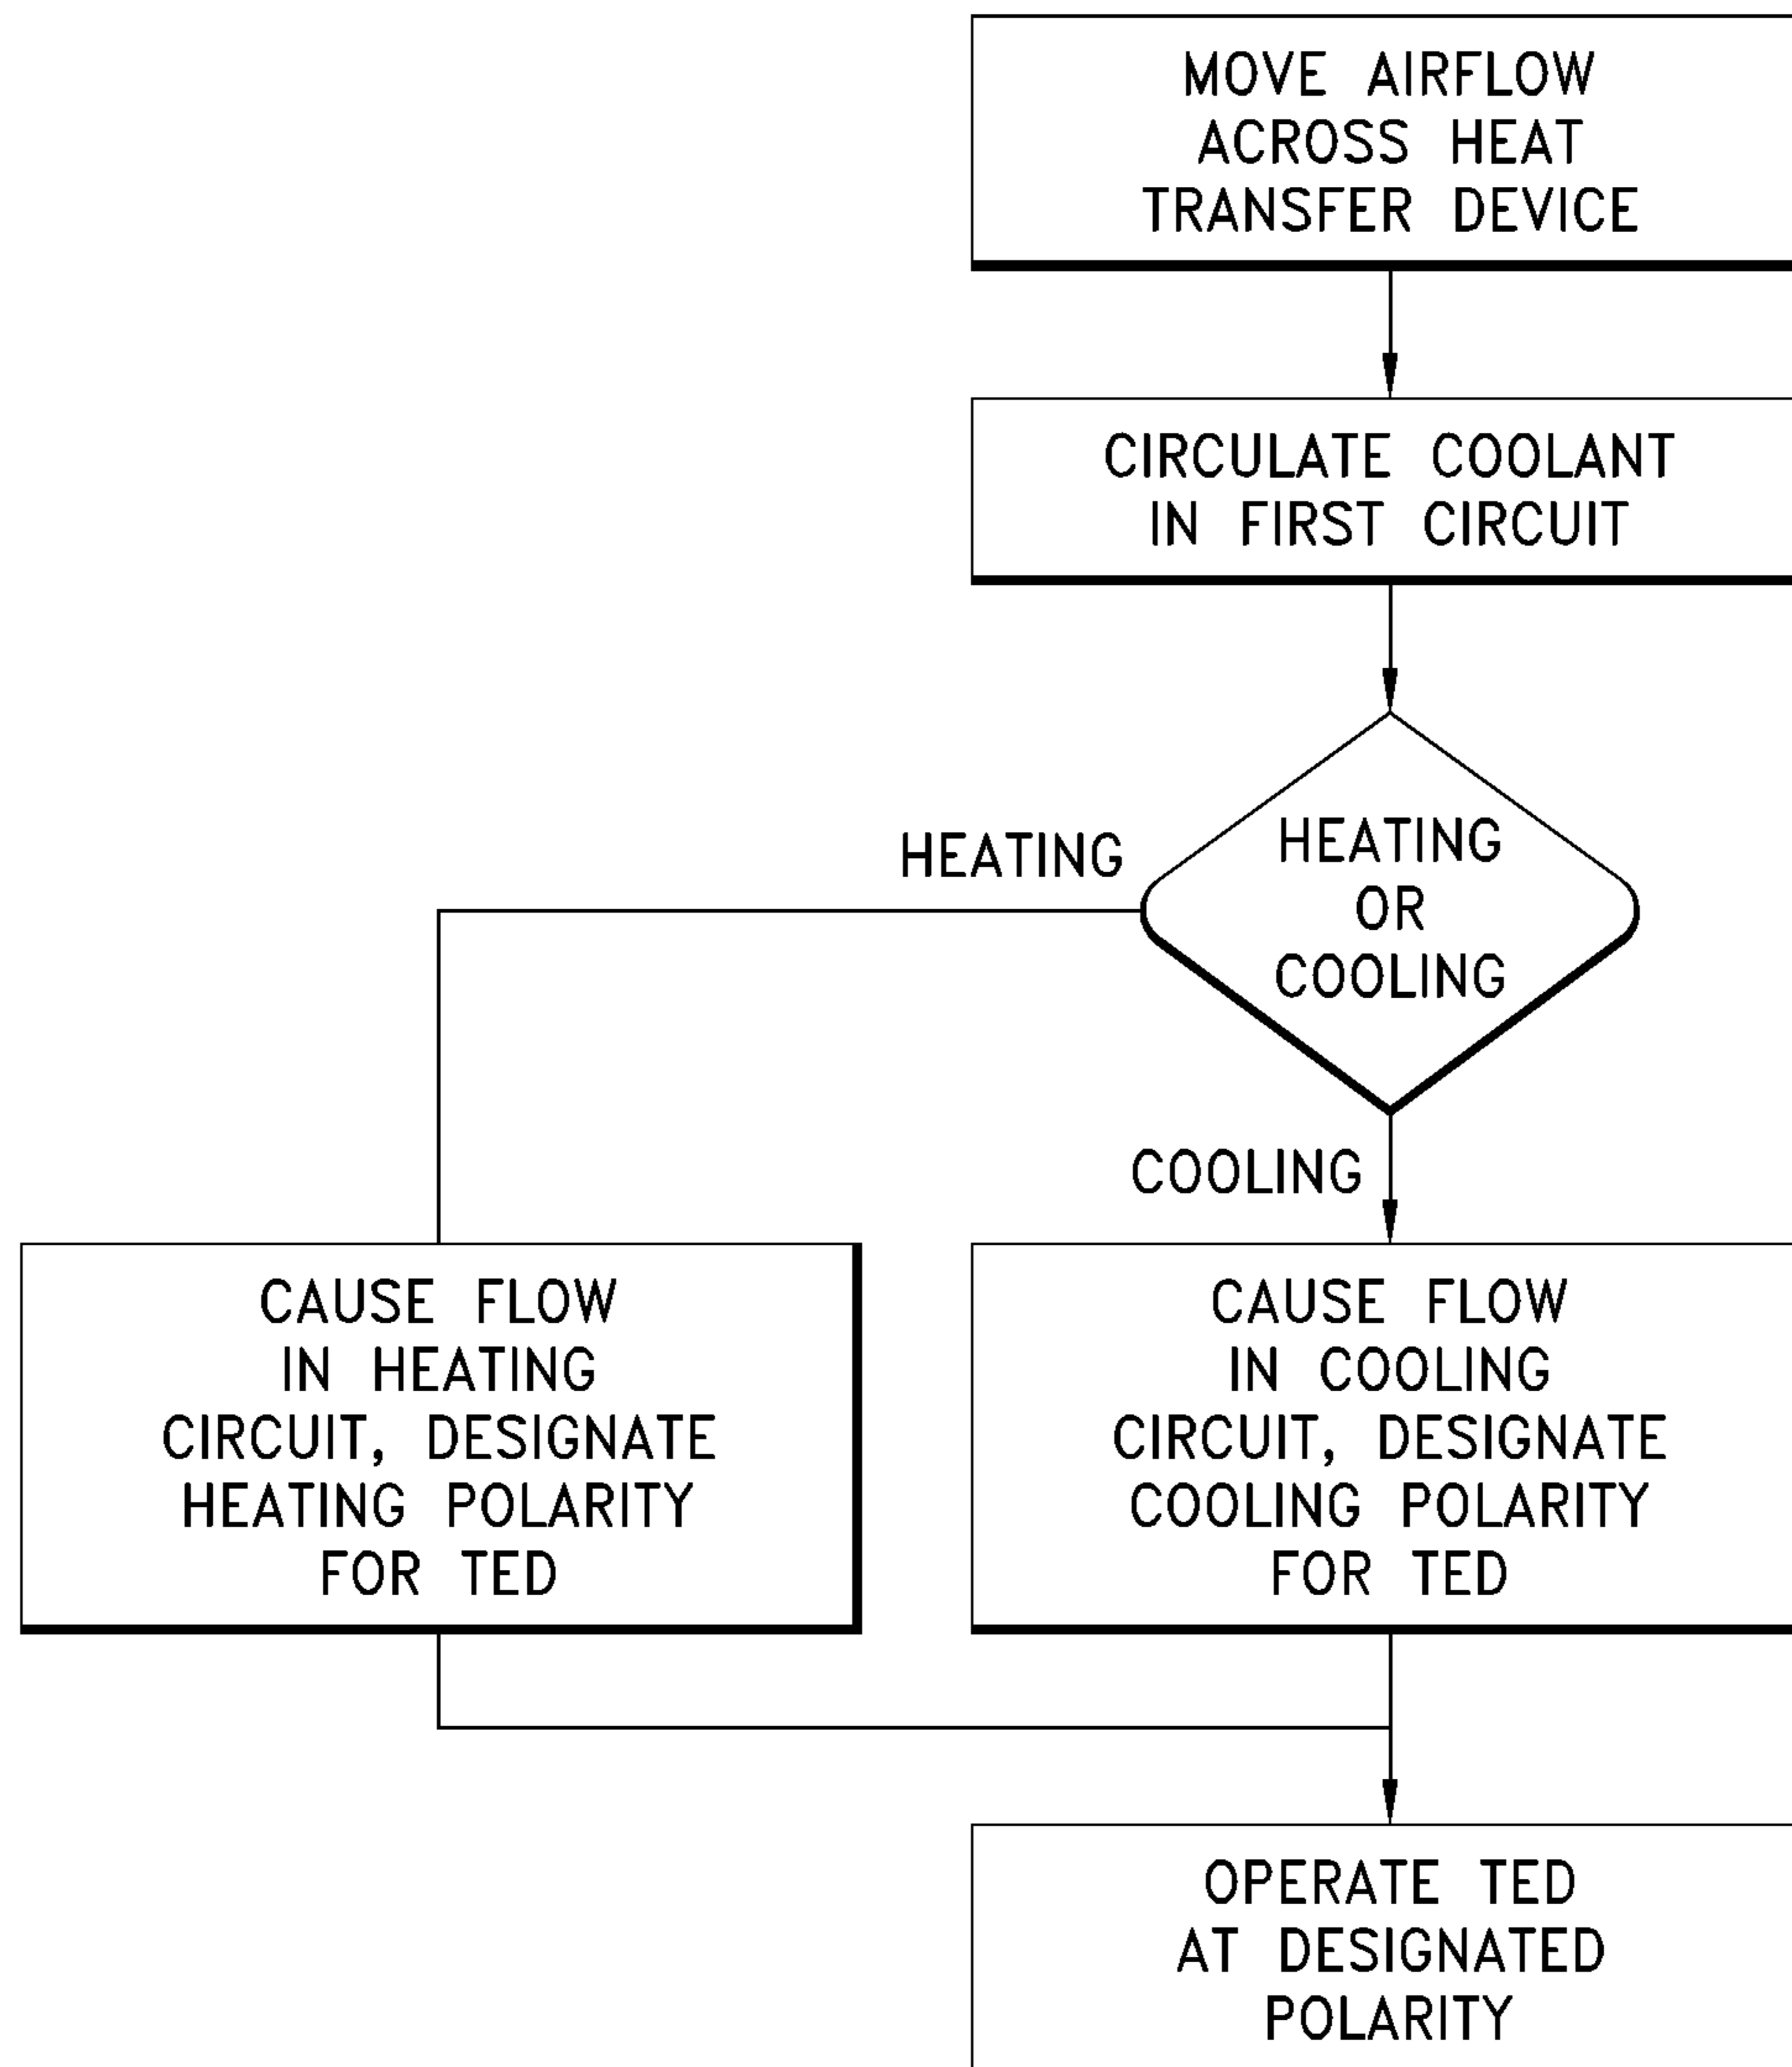 MOVE AIRFLOW
ACROSS HEAT
TRANSFER DEVICE
CIRCULATE COOLANT
IN FIRST CIRCUIT
HEATING
OR
COOLING
HEATING
COOLING
CAUSE FLOW
IN HEATING
CIRCUIT, DESIGNATE
HEATING POLARITY
FOR TED
CAUSE FLOW
IN COOLING
CIRCUIT, DESIGNATE
COOLING POLARITY
FOR TED
OPERATE TED
AT DESIGNATED
POLARITY